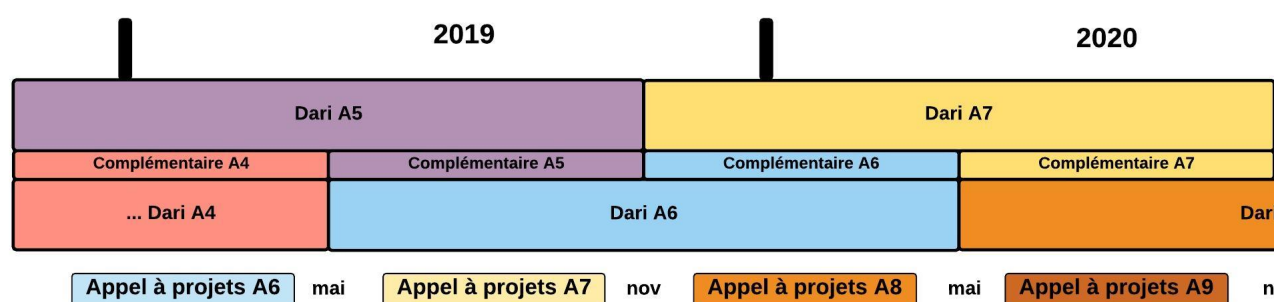 2019 2020
Dari A5 Dari A7
Complémentaire A4 Complémentaire A5 Complémentaire A6 Complémentaire A7
... Dari A4 Dari A6 Dar
Appel à projets A6 mai Appel à projets A7 nov Appel à projets A8 mai Appel à projets A9 n